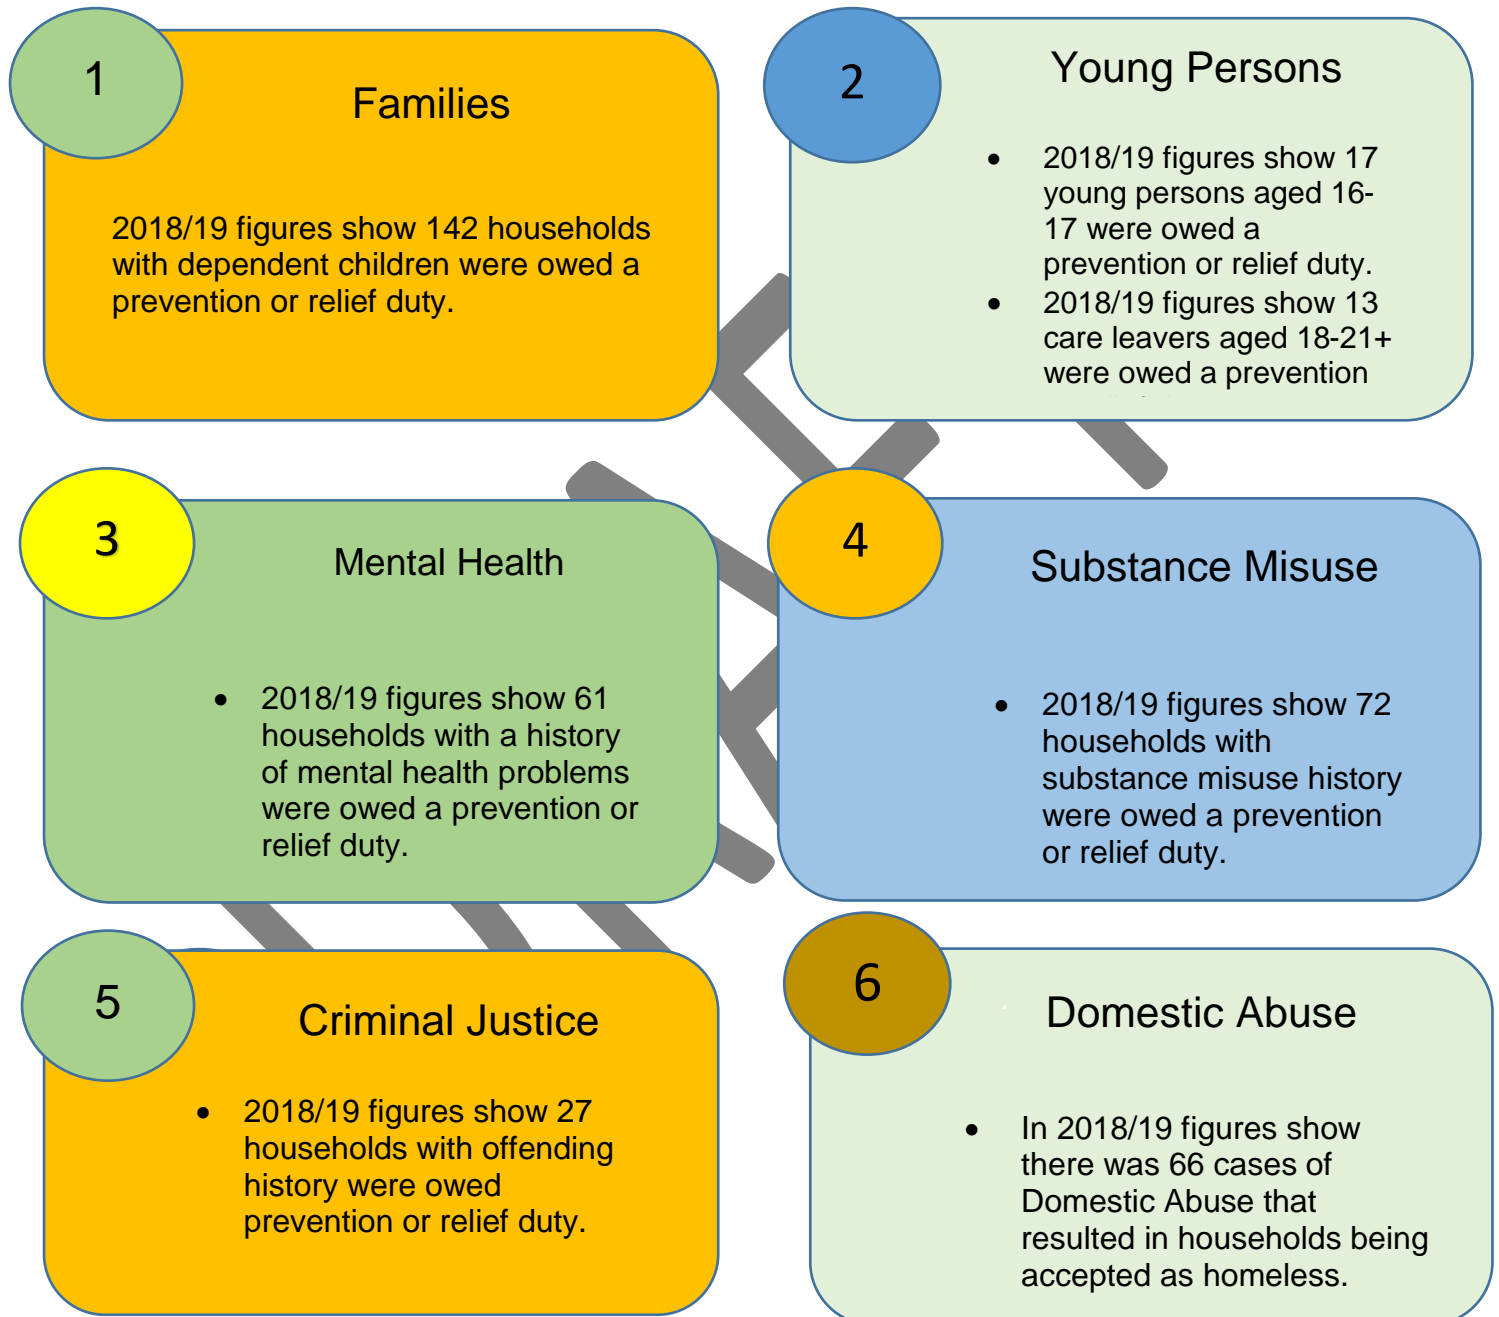 1
Families
2018/19 figures show 142 households
with dependent children were owed a
prevention or relief duty.
2
Young Persons
• 2018/19 figures show 17
young persons aged 16-
17 were owed a
prevention or relief duty.
• 2018/19 figures show 13
care leavers aged 18-21+
were owed a prevention
3
Mental Health
• 2018/19 figures show 61
households with a history
of mental health problems
were owed a prevention or
relief duty.
4
Substance Misuse
• 2018/19 figures show 72
households with
substance misuse history
were owed a prevention
or relief duty.
5
Criminal Justice
• 2018/19 figures show 27
households with offending
history were owed
prevention or relief duty.
6
Domestic Abuse
• In 2018/19 figures show
there was 66 cases of
Domestic Abuse that
resulted in households being
accepted as homeless.